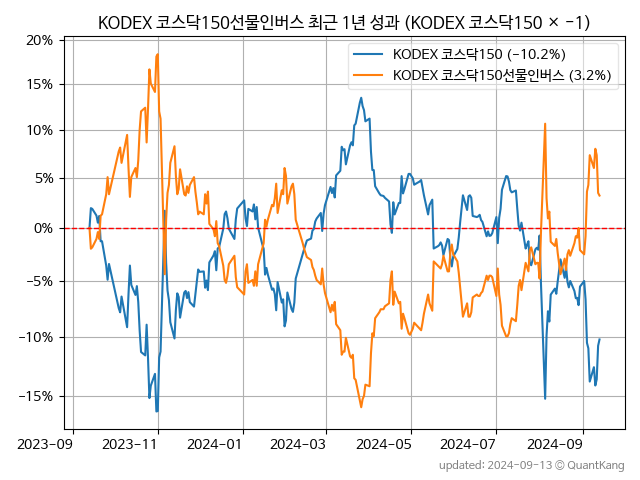 KODEX 코스닥150선물인버스 최근 1년 성과 (KODEX 코스닥150 × −1)
KODEX 코스닥150 (−10.2%)
KODEX 코스닥150선물인버스 (3.2%)
20%
15%
10%
5%
0%
−5%
−10%
−15%
2023-09 2023-11 2024-01 2024-03 2024-05 2024-07 2024-09
updated: 2024-09-13 © QuantKang